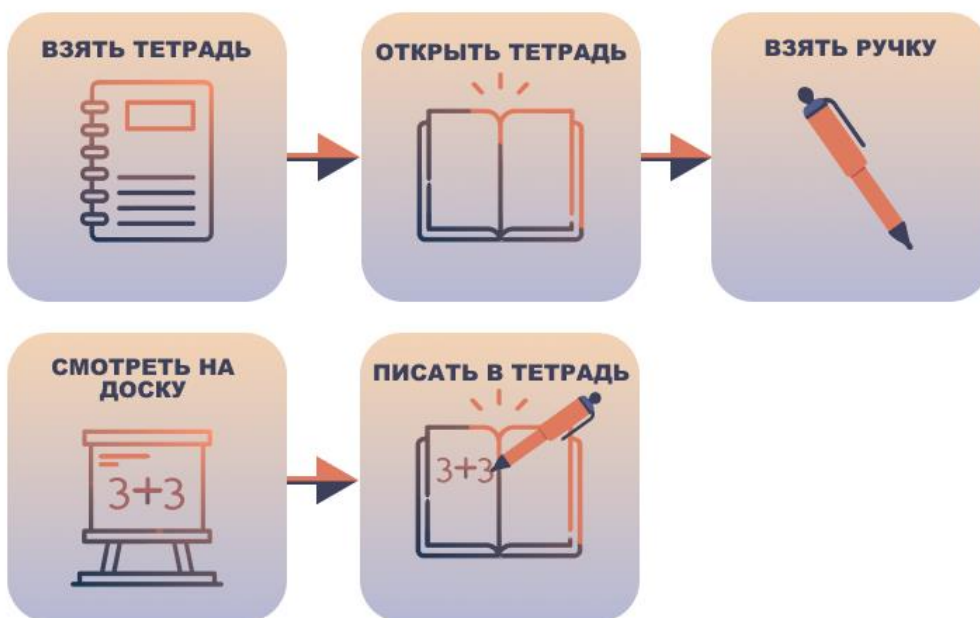 ВЗЯТЬ ТЕТРАДЬ
ОТКРЫТЬ ТЕТРАДЬ
ВЗЯТЬ РУЧКУ
СМОТРЕТЬ НА
ДОСКУ
3+3
ПИСАТЬ В ТЕТРАДЬ
3+3